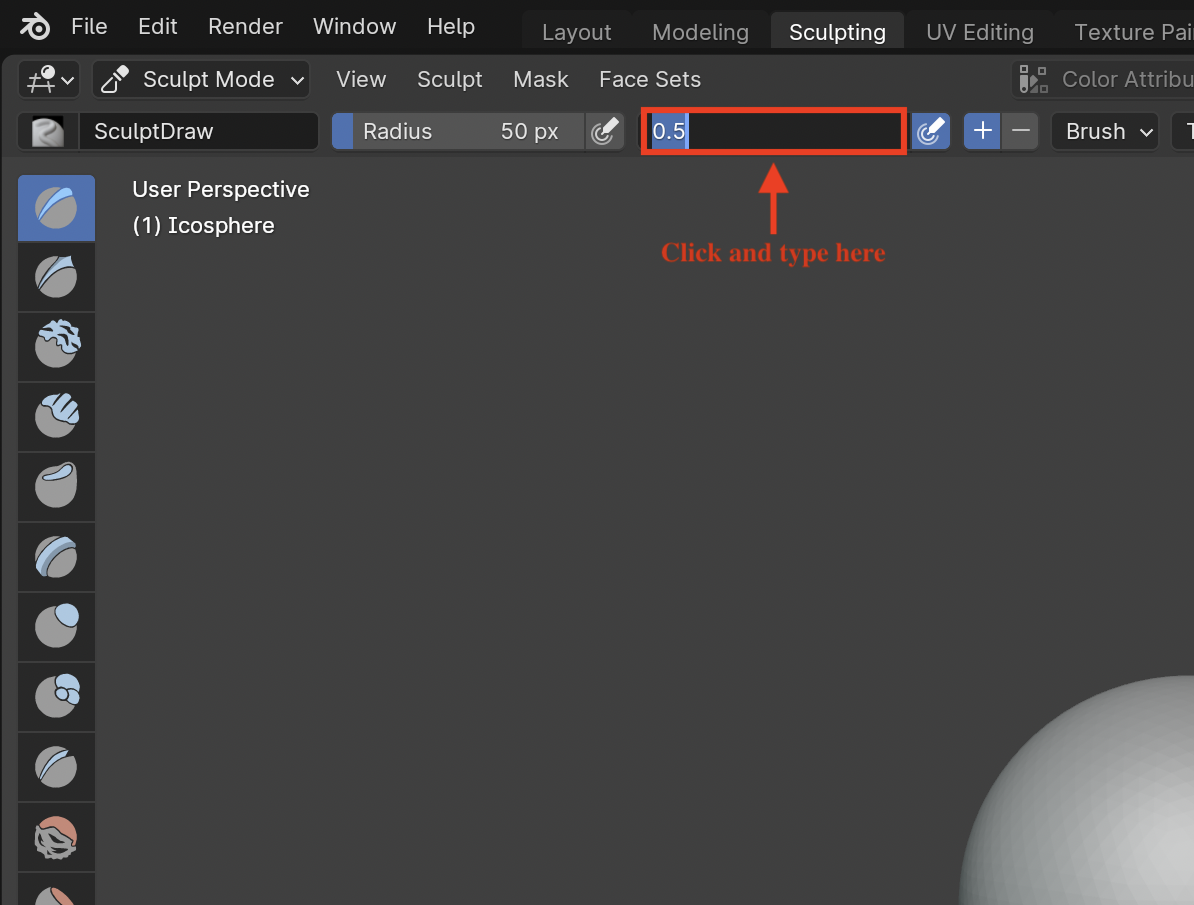 File Edit Render Window Help Layout Modeling Sculpting UV Editing Texture Pai
Sculpt Mode View Sculpt Mask Face Sets Color Attribu
SculptDraw Radius 50 px 0.5 Brush T
User Perspective
(1) Icosphere
Click and type here